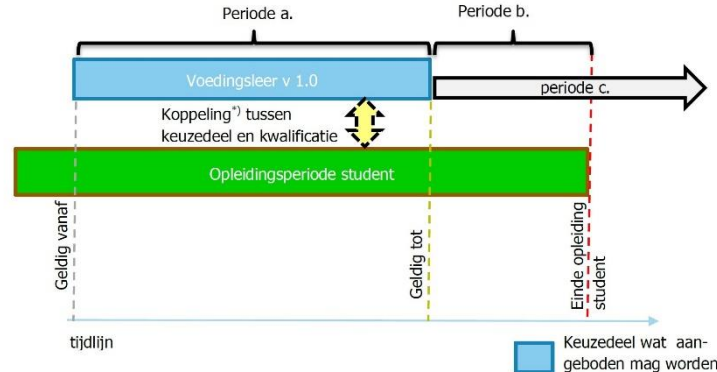 Periode a.
Periode b.
Voedingsleer v 1.0
periode c.
Koppeling*) tussen
keuzedeel en kwalificatie
Opleidingsperiode student
Geldig vanaf
Geldig tot
Einde opleiding
student
tijdlijn
Keuzedeel wat aan-
geboden mag worden